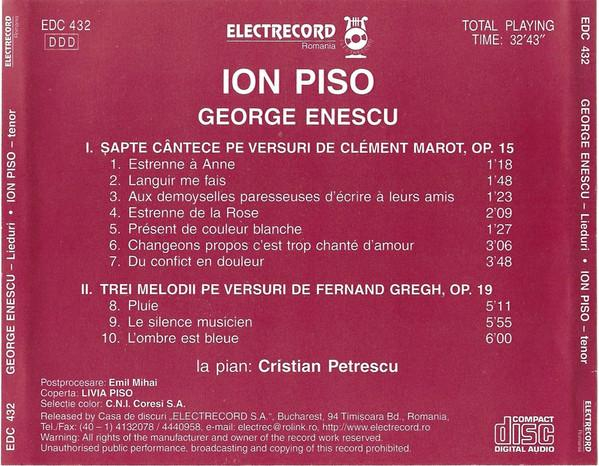 EDC 432
DDD
ELECTRECORD
Romania
TOTAL PLAYING
TIME: 32'43"
ION PISO
GEORGE ENESCU
I. ȘAPTE CÂNTECE PE VERSURI DE CLÉMENT MAROT, OP. 15
1. Estrenne à Anne 1'18
2. Languir me fais 1'48
3. Aux demoyselles paresseuses d'écrire à leurs amis 1'23
4. Estrenne de la Rose 2'09
5. Présent de couleur blanche 1'27
6. Changeons propos c'est trop chanté d'amour 3'06
7. Du confict en douleur 3'48
II. TREI MELODII PE VERSURI DE FERNAND GREGH, OP. 19
8. Pluie 5'11
9. Le silence musicien 5'55
10. L'ombre est bleue 6'00
la pian: Cristian Petrescu
Postprocesare: Emil Mihai
Coperta: LIVIA PISO
Selecție color: C.N.I. Coresi S.A.
Released by Casa de discuri „ELECTRECORD S.A.", Bucharest, 94 Timișoara Bd., Romania,
Tel./Fax: (40 – 1) 4132078 / 4440958, e-mail: electrec@rolink.ro, http://www.electrecord.ro
Warning: All rights of the manufacturer and owner of the record work reserved.
Unauthorised public performance, broadcasting and copying of this record prohibited.
COMPACT
disc
DIGITAL AUDIO
EDC 432 GEORGE ENESCU – Lieduri • ION PISO – tenor ELECTRECORD Romania
EDC 432 GEORGE ENESCU – Lieduri • ION PISO – tenor